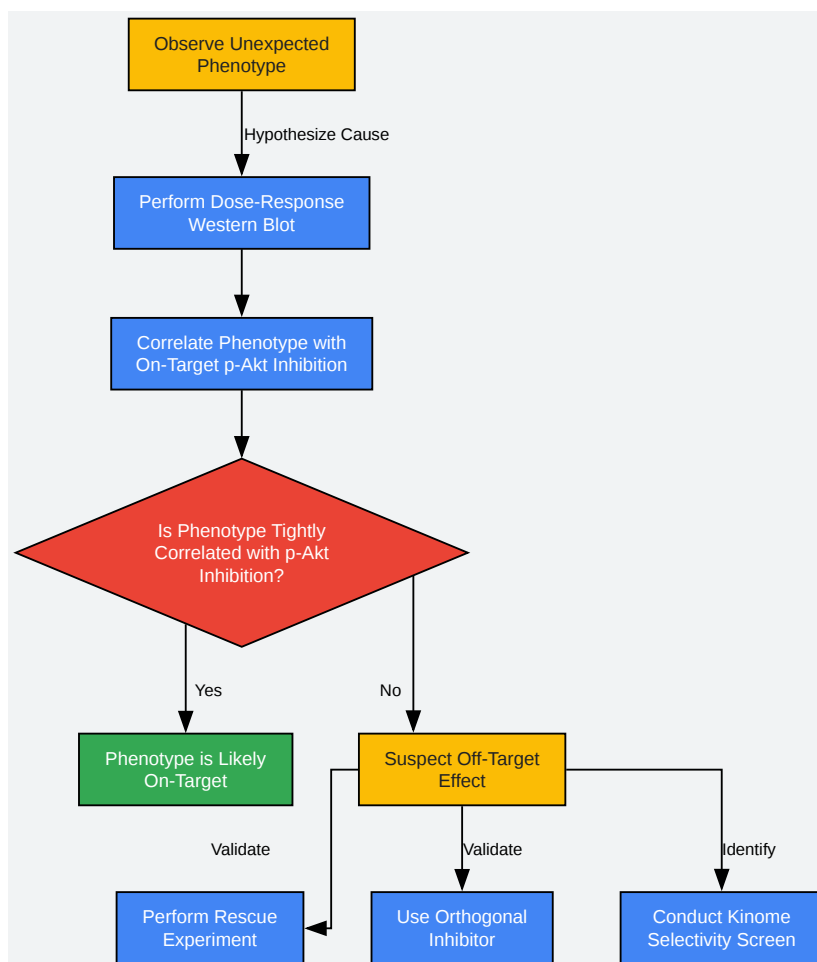 Observe Unexpected
Phenotype
Hypothesize Cause
Perform Dose-Response
Western Blot
Correlate Phenotype with
On-Target p-Akt Inhibition
Is Phenotype Tightly
Correlated with p-Akt
Inhibition?
Yes
No
Phenotype is Likely
On-Target
Suspect Off-Target
Effect
Validate
Validate
Identify
Perform Rescue
Experiment
Use Orthogonal
Inhibitor
Conduct Kinome
Selectivity Screen